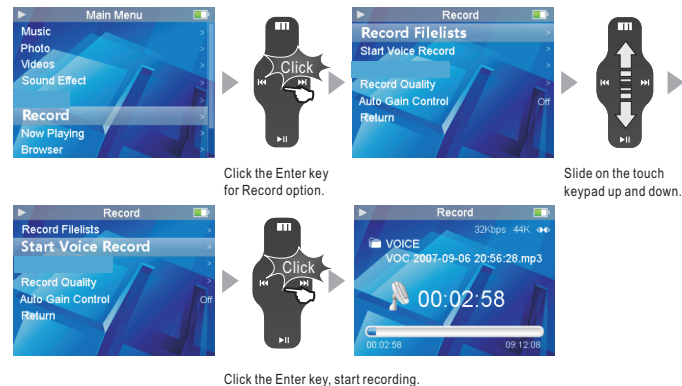 Main Menu
Music
Photo
Videos
Sound Effect
Record
Now Playing
Browser
Click
Click the Enter key
for Record option.
Record
Record Filelists
Start Voice Record
Record Quality
Auto Gain Control Off
Return
Slide on the touch
keypad up and down.
Record
Record Filelists
Start Voice Record
Record Quality
Auto Gain Control Off
Return
Click
Record
32Kbps 44K
VOICE
VOC 2007-09-06 20:56:28.mp3
00:02:58
00:02:58 09:12:08
Click the Enter key, start recording.